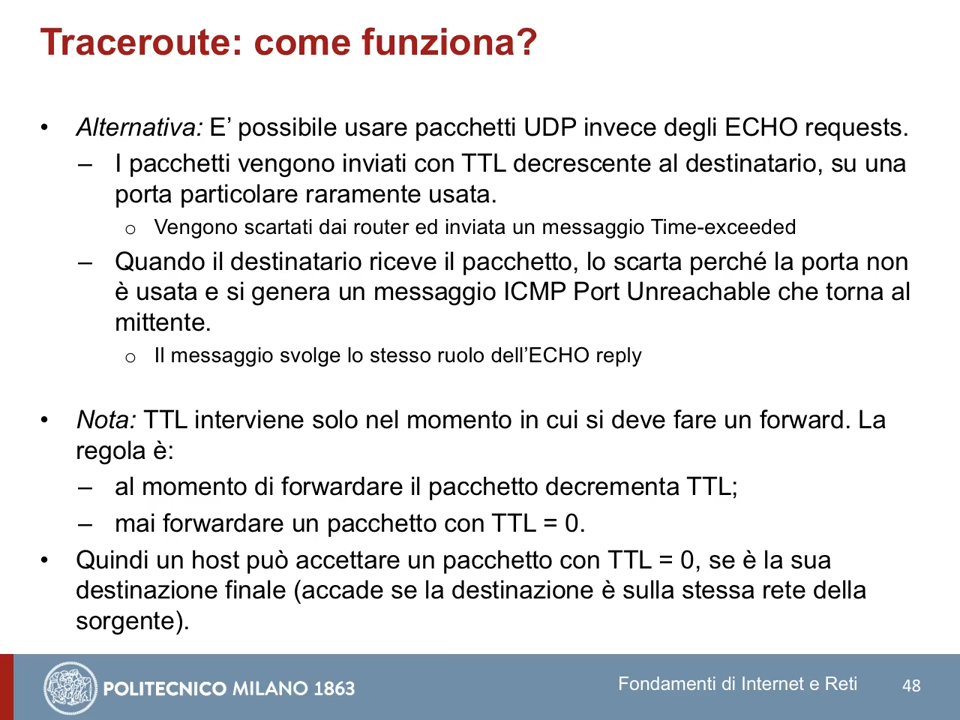 Traceroute: come funziona?
• Alternativa: E’ possibile usare pacchetti UDP invece degli ECHO requests.
– I pacchetti vengono inviati con TTL decrescente al destinatario, su una
porta particolare raramente usata.
o Vengono scartati dai router ed inviata un messaggio Time-exceeded
– Quando il destinatario riceve il pacchetto, lo scarta perché la porta non
è usata e si genera un messaggio ICMP Port Unreachable che torna al
mittente.
o Il messaggio svolge lo stesso ruolo dell’ECHO reply
• Nota: TTL interviene solo nel momento in cui si deve fare un forward. La
regola è:
– al momento di forwardare il pacchetto decrementa TTL;
– mai forwardare un pacchetto con TTL = 0.
• Quindi un host può accettare un pacchetto con TTL = 0, se è la sua
destinazione finale (accade se la destinazione è sulla stessa rete della
sorgente).
POLITECNICO MILANO 1863
Fondamenti di Internet e Reti
48